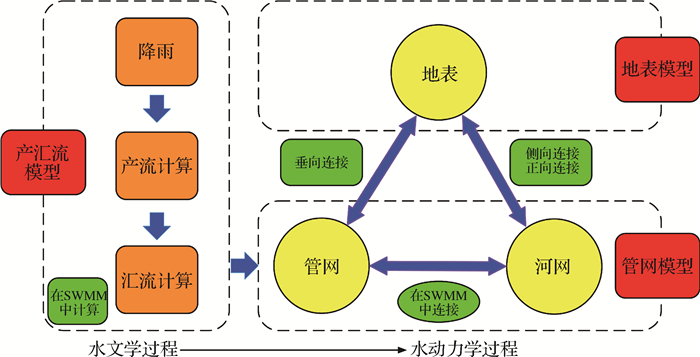 降雨
产流计算
汇流计算
产汇流
模型
在SWMM
中计算
地表
地表模型
垂向连接
侧向连接
正向连接
管网
河网
管网模型
在SWMM
中连接
水文学过程
水动力学过程